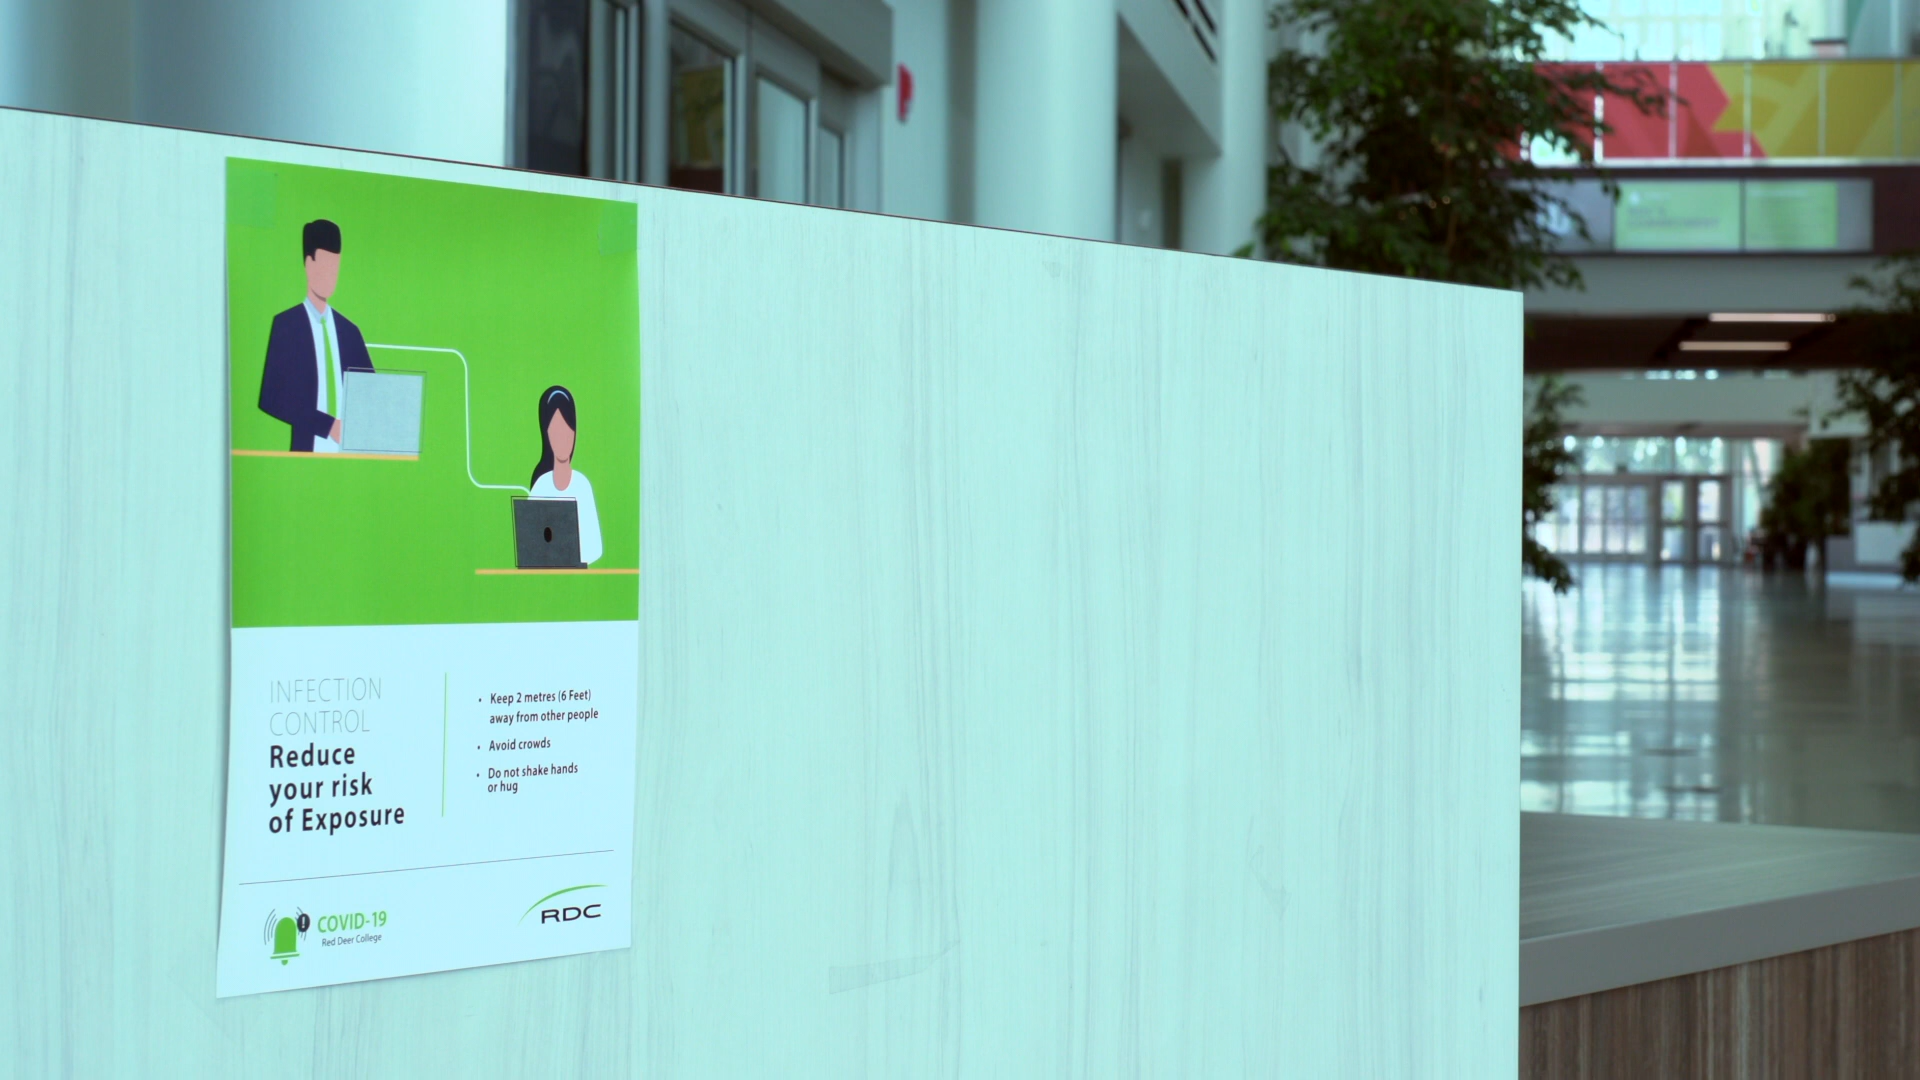 INFECTION
CONTROL
Reduce
your risk
of Exposure
• Keep 2 metres (6 Feet)
away from other people
• Avoid crowds
• Do not shake hands
or hug
COVID-19
Red Deer College
RDC